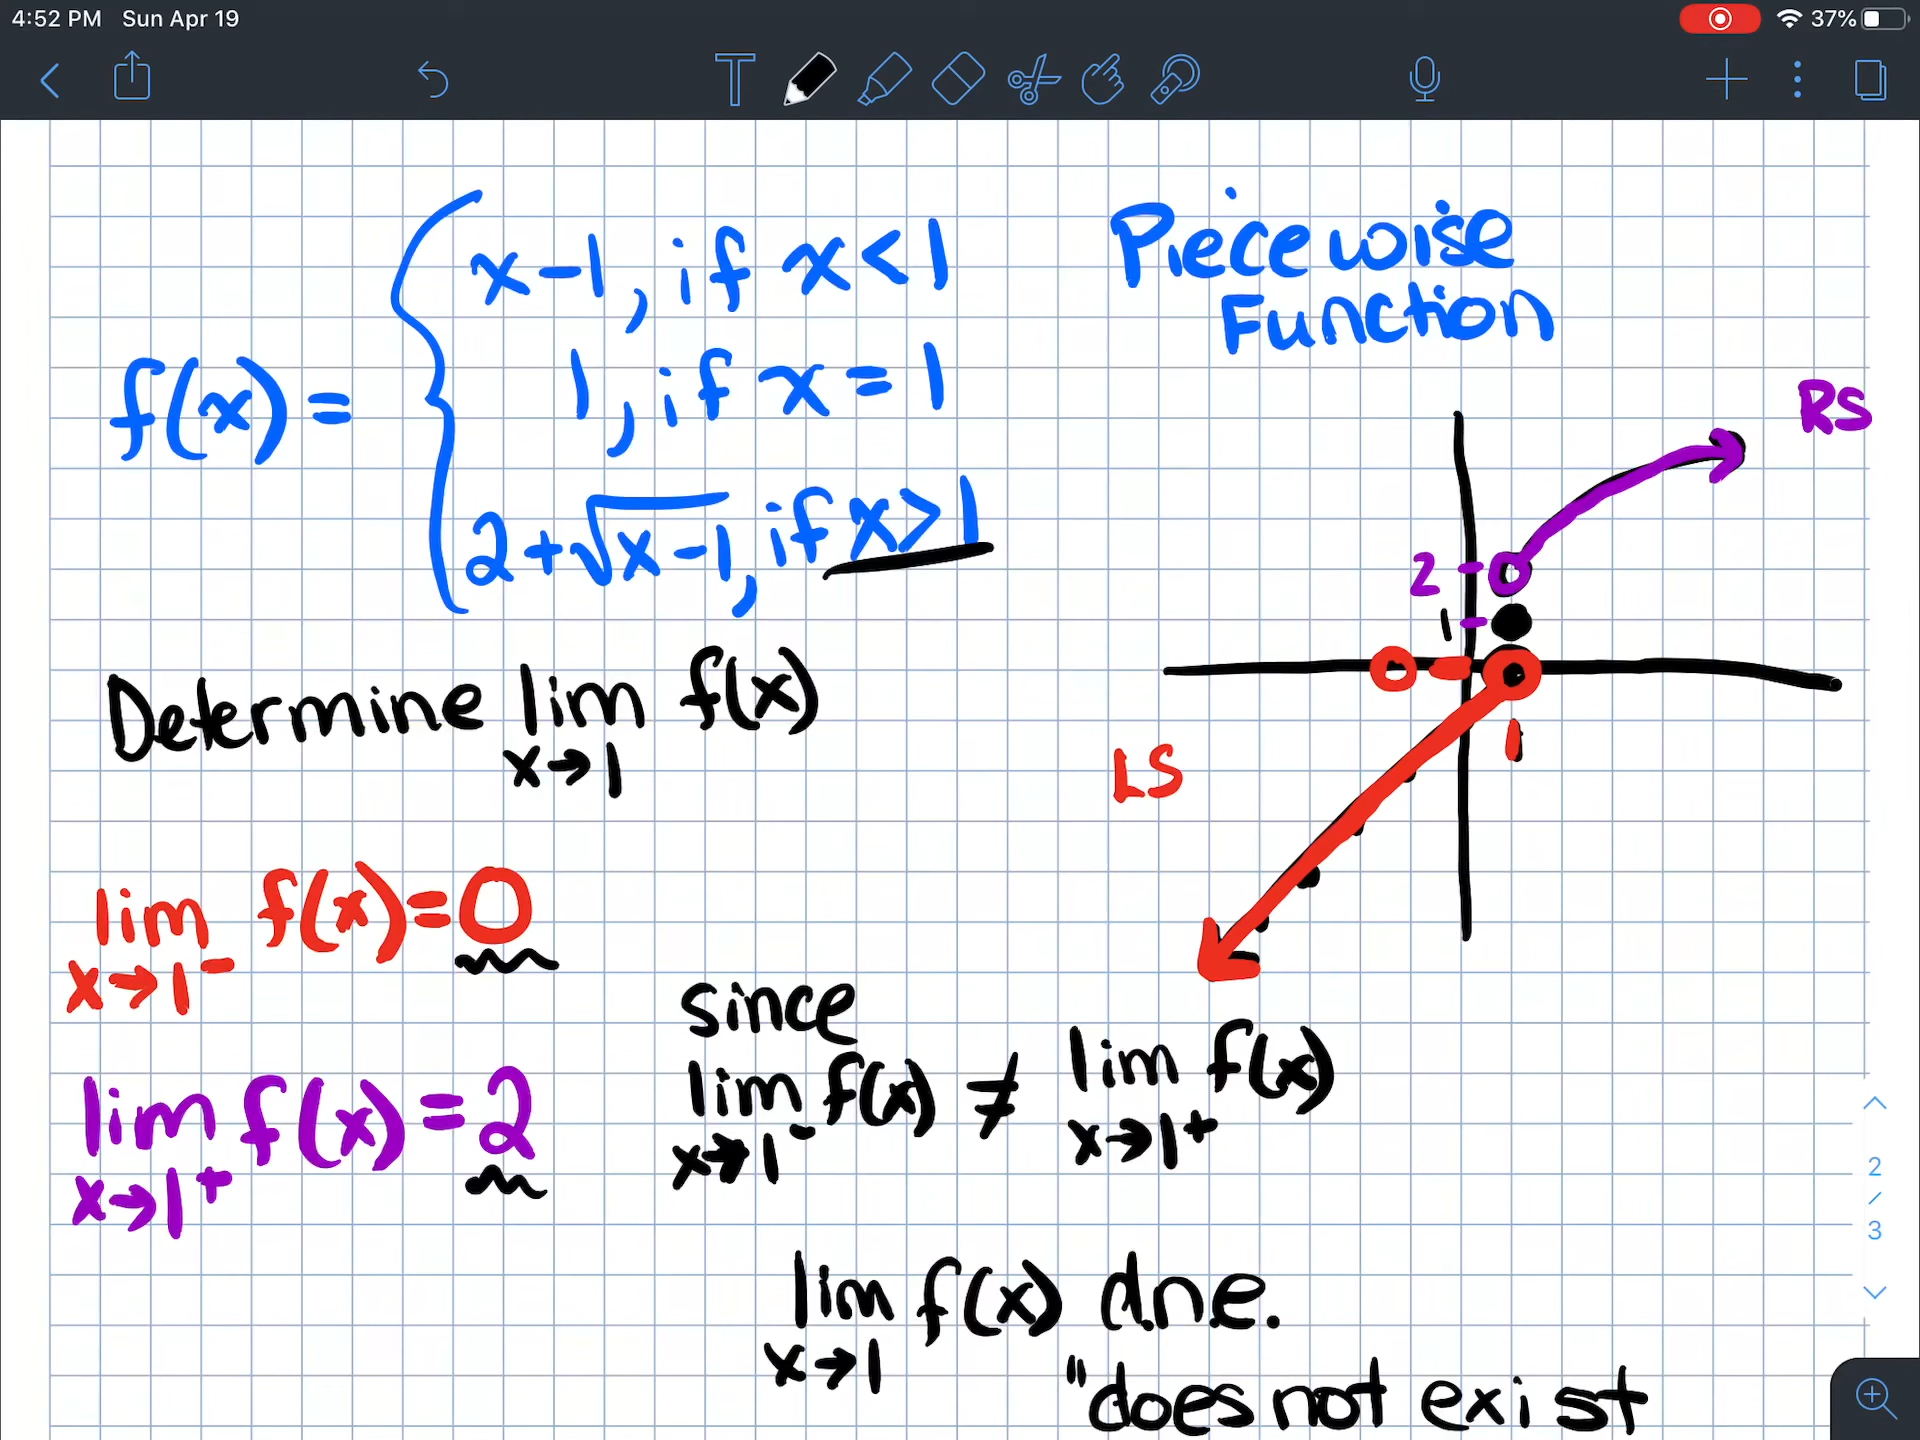 4:52 PM Sun Apr 19
37%
T
Piecewise
Function
x-1, if x<1
1, if x=1
f(x)=
2+√x-1, if x>1
RS
2
1
Determine lim f(x)
x→1
1
LS
lim f(x)=0
x→1⁻
since
lim f(x) ≠ lim f(x)
x→1⁻ x→1⁺
lim f(x)=2
x→1⁺
2
/
3
lim f(x) d.n.e.
x→1
"does not exist